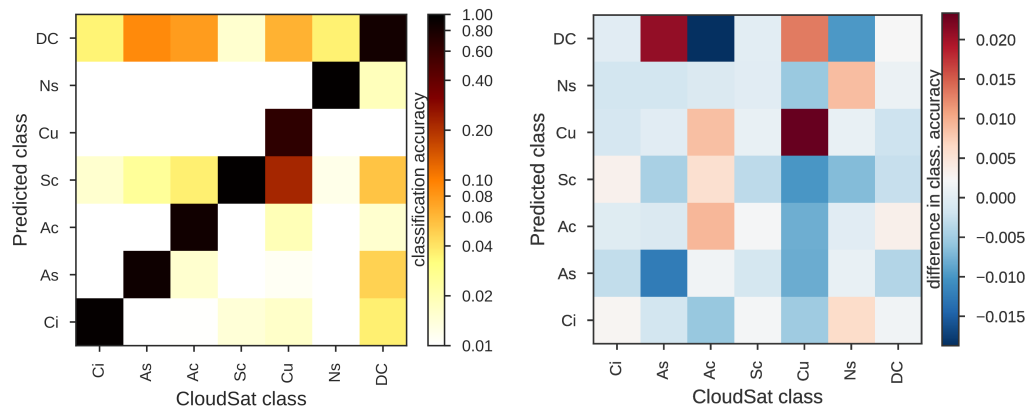 DC
Ns
Cu
Sc
Ac
As
Ci
Predicted class
Ci
As
Ac
Sc
Cu
Ns
DC
CloudSat class
1.00
0.80
0.60
0.40
0.20
0.10
0.08
0.06
0.04
0.02
0.01
classification accuracy
DC
Ns
Cu
Sc
Ac
As
Ci
Predicted class
Ci
As
Ac
Sc
Cu
Ns
DC
CloudSat class
0.020
0.015
0.010
0.005
0.000
−0.005
−0.010
−0.015
difference in class. accuracy